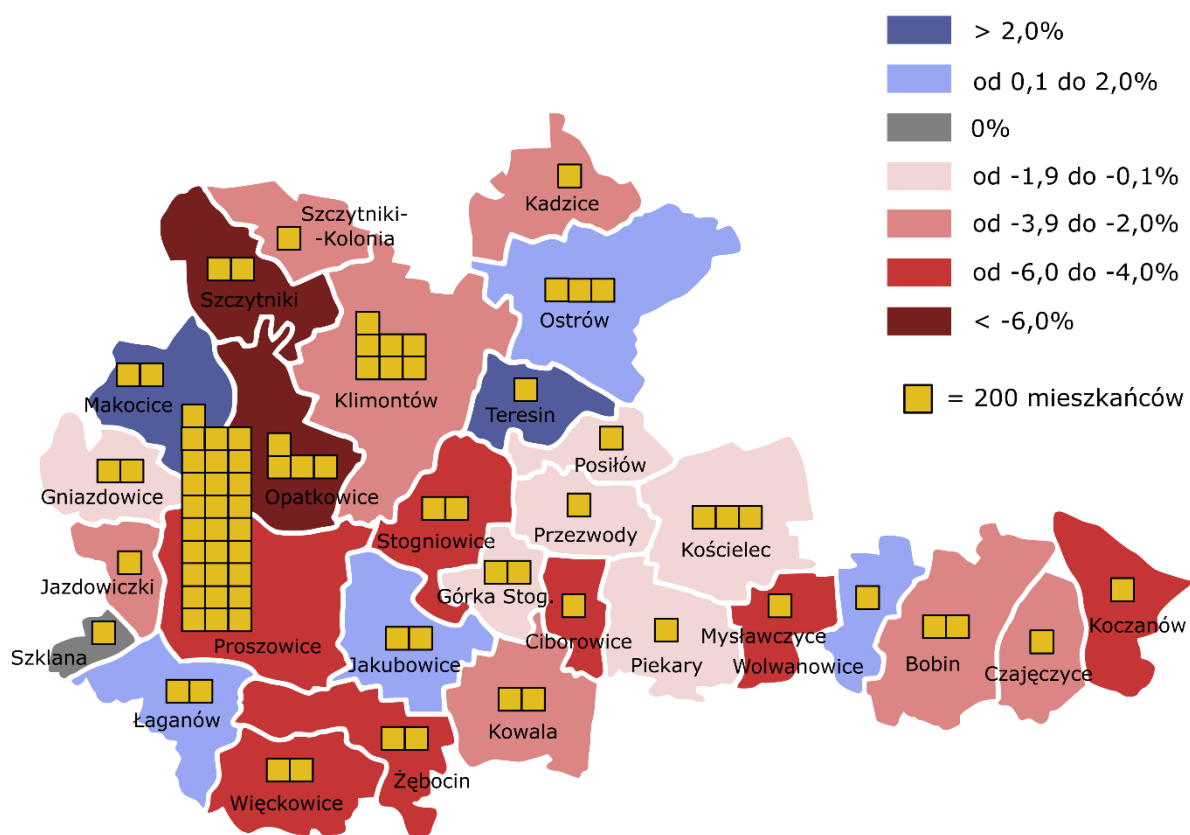 > 2,0%
od 0,1 do 2,0%
0%
od -1,9 do -0,1%
od -3,9 do -2,0%
od -6,0 do -4,0%
< -6,0%
= 200 mieszkańców
Kadzice
Szczytniki-
-Kolonia
Szczytniki
Ostrów
Makocice
Klimontów
Teresin
Posiłów
Gniazdowice
Opatkowice
Stogniowice
Przezwody
Kościelec
Jazdowiczki
Górka Stog.
Ciborowice
Mysławczyce
Koczanów
Szklana
Proszowice
Jakubowice
Piekary
Wolwanowice
Bobin
Czajęczyce
Łaganów
Kowala
Żębocin
Więckowice